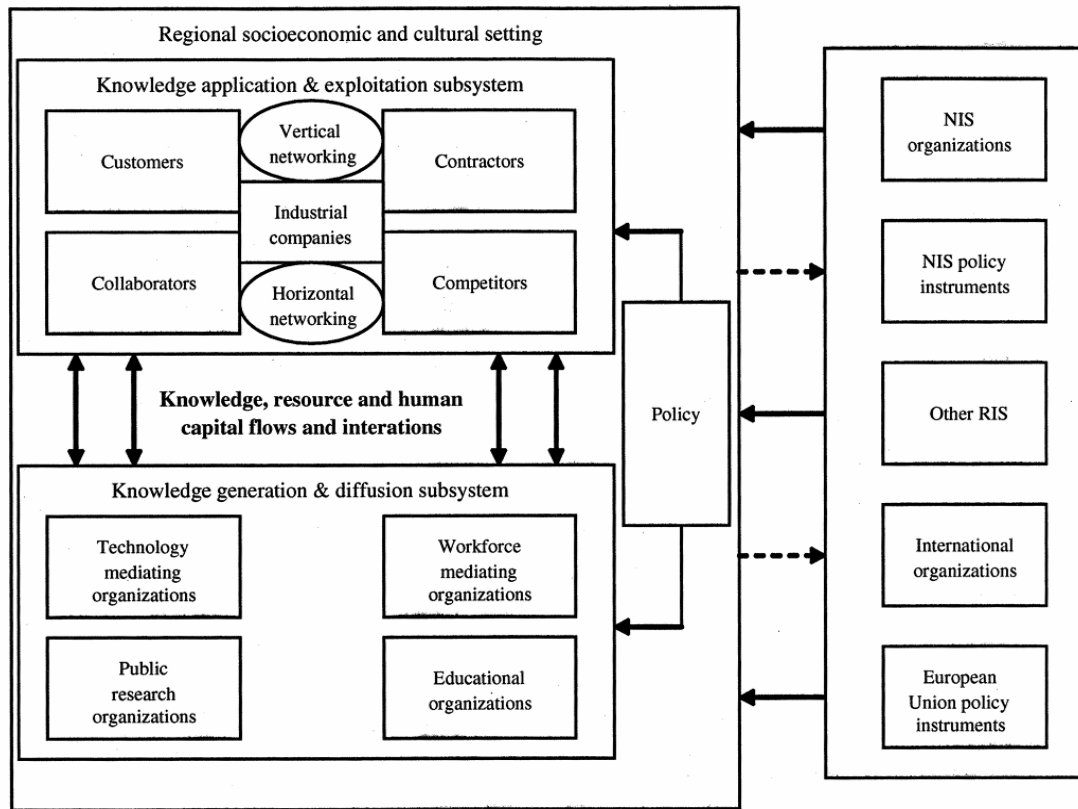 Regional socioeconomic and cultural setting
Knowledge application & exploitation subsystem
Customers
Vertical
networking
Contractors
Industrial
companies
Collaborators
Horizontal
networking
Competitors
Knowledge, resource and human
capital flows and interations
Policy
Knowledge generation & diffusion subsystem
Technology
mediating
organizations
Workforce
mediating
organizations
Public
research
organizations
Educational
organizations
NIS
organizations
NIS policy
instruments
Other RIS
International
organizations
European
Union policy
instruments